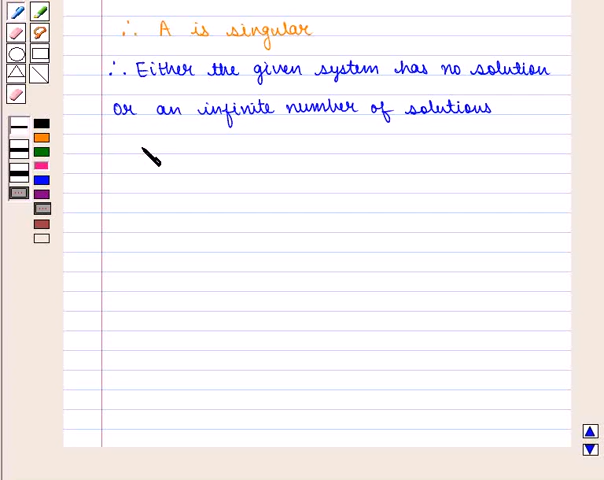 ∴ A is singular
∴ Either the given system has no solution
or an infinite number of solutions